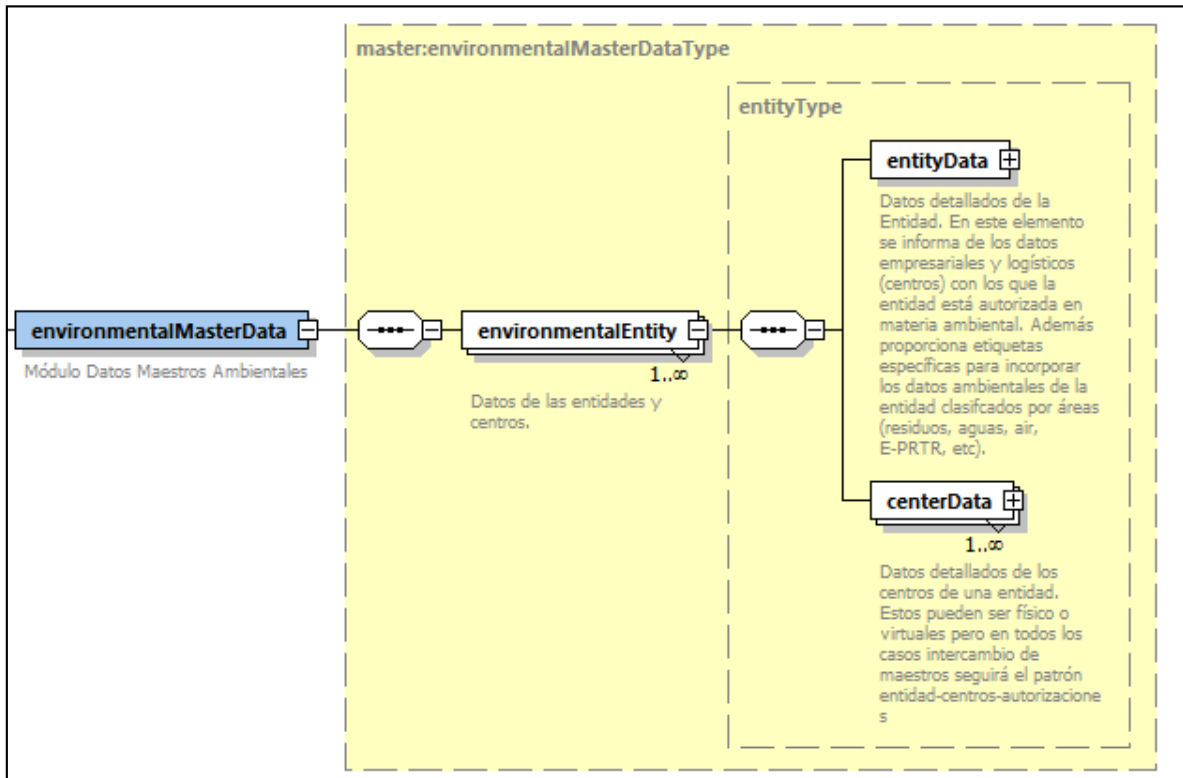 master:environmentalMasterDataType
entityType
entityData
Datos detallados de la
Entidad. En este elemento
se informa de los datos
empresariales y logísticos
(centros) con los que la
entidad está autorizada en
materia ambiental. Además
proporciona etiquetas
específicas para incorporar
los datos ambientales de la
entidad clasifcados por áreas
(residuos, aguas, air,
E-PRTR, etc).
environmentalMasterData
Módulo Datos Maestros Ambientales
environmentalEntity
1..∞
Datos de las entidades y
centros.
centerData
1..∞
Datos detallados de los
centros de una entidad.
Estos pueden ser físico o
virtuales pero en todos los
casos intercambio de
maestros seguirá el patrón
entidad-centros-autorizacione
s